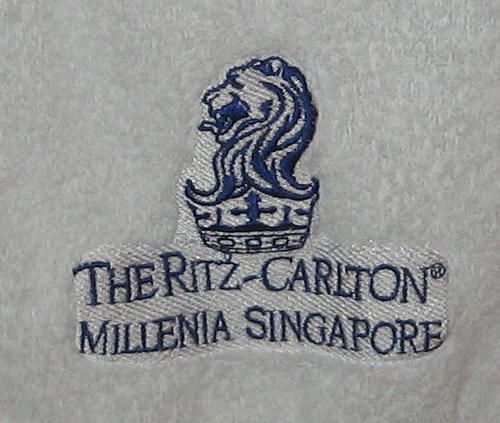 THE RITZ-CARLTON®
MILLENIA SINGAPORE